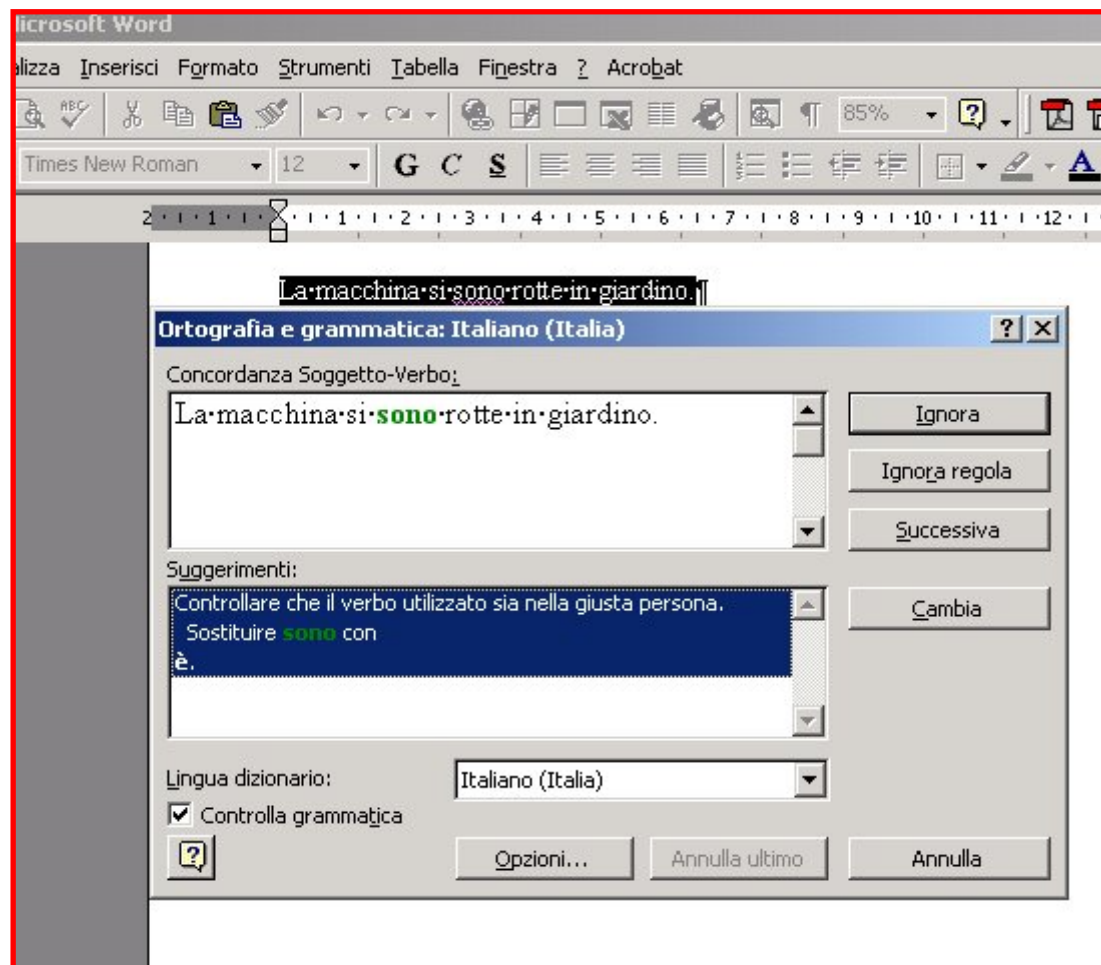 licrosoft Word
alizza Inserisci Formato Strumenti Tabella Finestra ? Acrobat
ABC 85%
Times New Roman 12 G C S A
2 1 1 2 3 4 5 6 7 8 9 10 11 12
La macchina si sono rotte in giardino.¶
Ortografia e grammatica: Italiano (Italia)
Concordanza Soggetto-Verbo:
La macchina si sono rotte in giardino.
Ignora
Ignora regola
Successiva
Suggerimenti:
Controllare che il verbo utilizzato sia nella giusta persona.
Sostituire sono con
è.
Cambia
Lingua dizionario: Italiano (Italia)
Controlla grammatica
Opzioni... Annulla ultimo Annulla